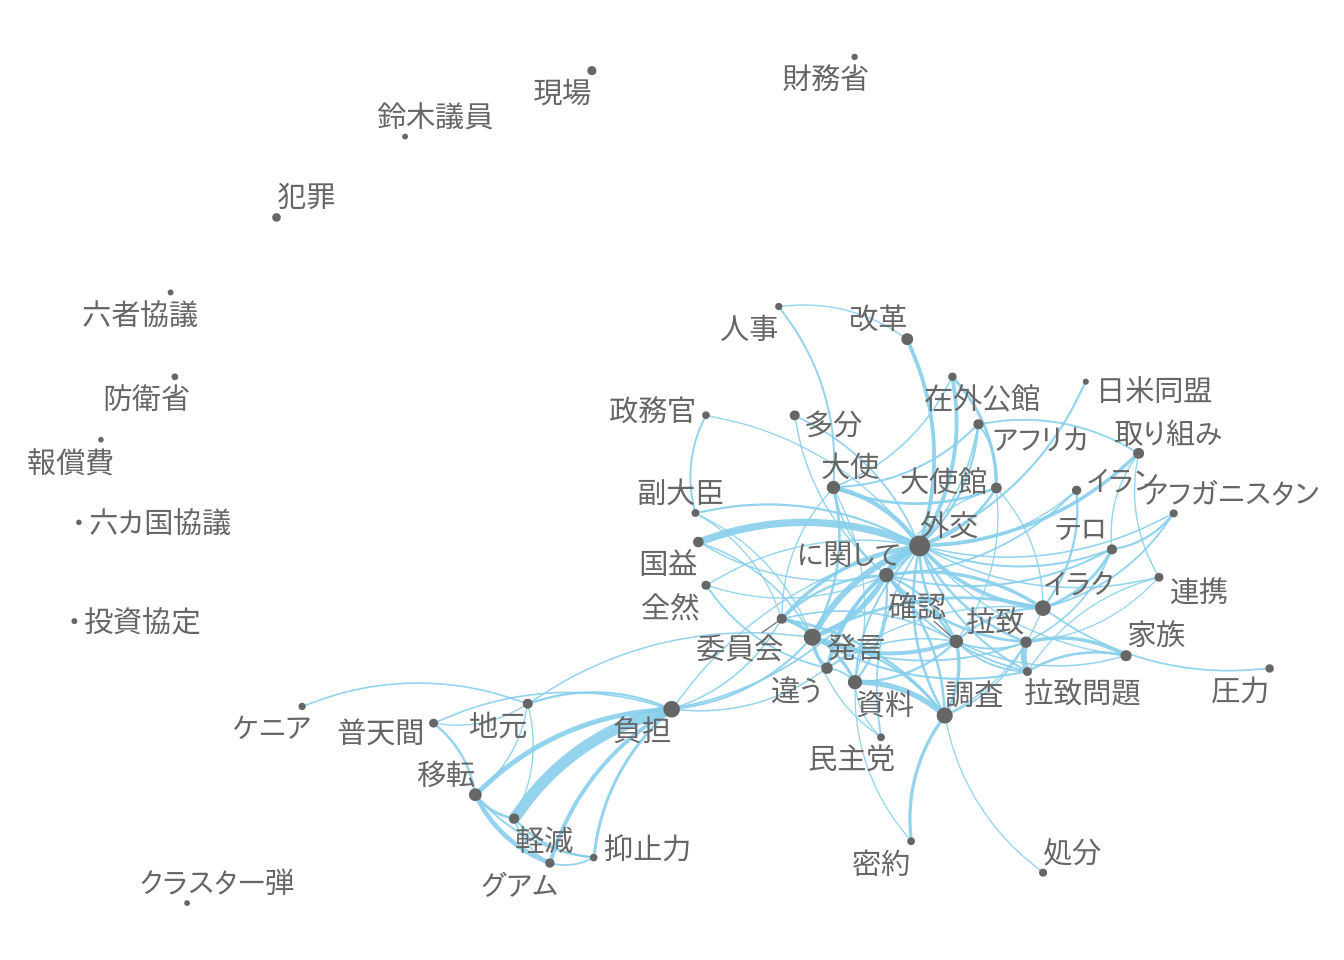 財務省
現場
鈴木議員
犯罪
六者協議
人事
改革
防衛省
日米同盟
在外公館
政務官
多分
アフリカ
取り組み
報償費
大使
大使館
イラン
アフガニスタン
副大臣
六カ国協議
外交
テロ
国益
に関して
イラク
連携
全然
確認
投資協定
拉致
家族
委員会
発言
違う
資料
調査
拉致問題
圧力
ケニア
普天間
地元
負担
民主党
移転
軽減
抑止力
密約
処分
グアム
クラスター弾